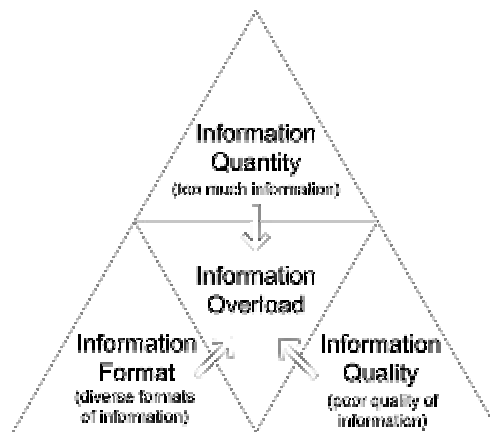 Information
Quantity
(too much information)
Information
Overload
Information
Format
(diverse formats
of information)
Information
Quality
(poor quality of
information)